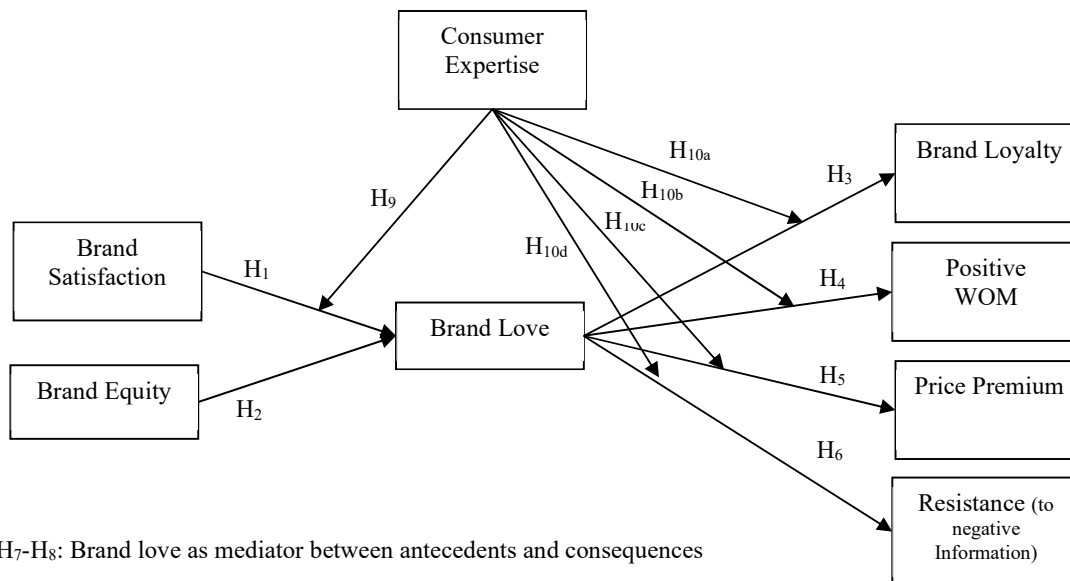 Consumer
Expertise
H10a
Brand Loyalty
H3
H10b
H9
H10c
H10d
Brand
Satisfaction
H1
Positive
WOM
H4
Brand Love
Brand Equity
H2
H5
Price Premium
H6
Resistance (to
negative
Information)
H7-H8: Brand love as mediator between antecedents and consequences